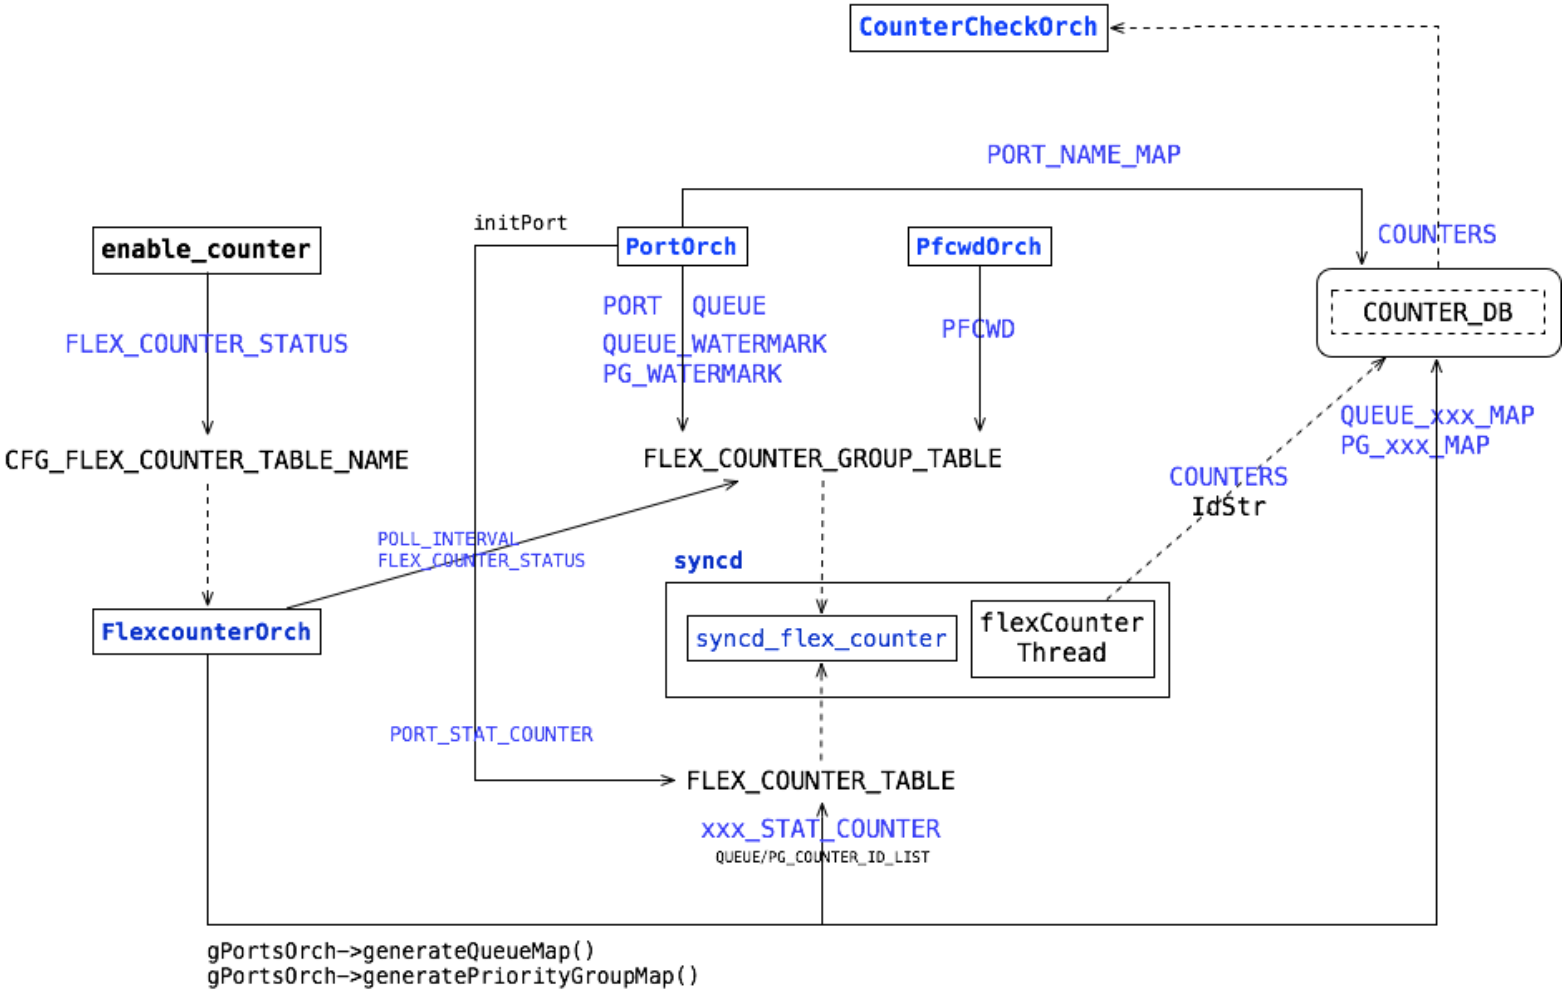 CounterCheckOrch
PORT_NAME_MAP
initPort
COUNTERS
enable_counter
PortOrch
PfcwdOrch
PORT QUEUE
COUNTER_DB
PFCWD
FLEX_COUNTER_STATUS
QUEUE_WATERMARK
PG_WATERMARK
QUEUE_xxx_MAP
PG_xxx_MAP
CFG_FLEX_COUNTER_TABLE_NAME
FLEX_COUNTER_GROUP_TABLE
COUNTERS
IdStr
POLL_INTERVAL
FLEX_COUNTER_STATUS
syncd
FlexcounterOrch
syncd_flex_counter
flexCounter
Thread
PORT_STAT_COUNTER
FLEX_COUNTER_TABLE
xxx_STAT_COUNTER
QUEUE/PG_COUNTER_ID_LIST
gPortsOrch->generateQueueMap()
gPortsOrch->generatePriorityGroupMap()